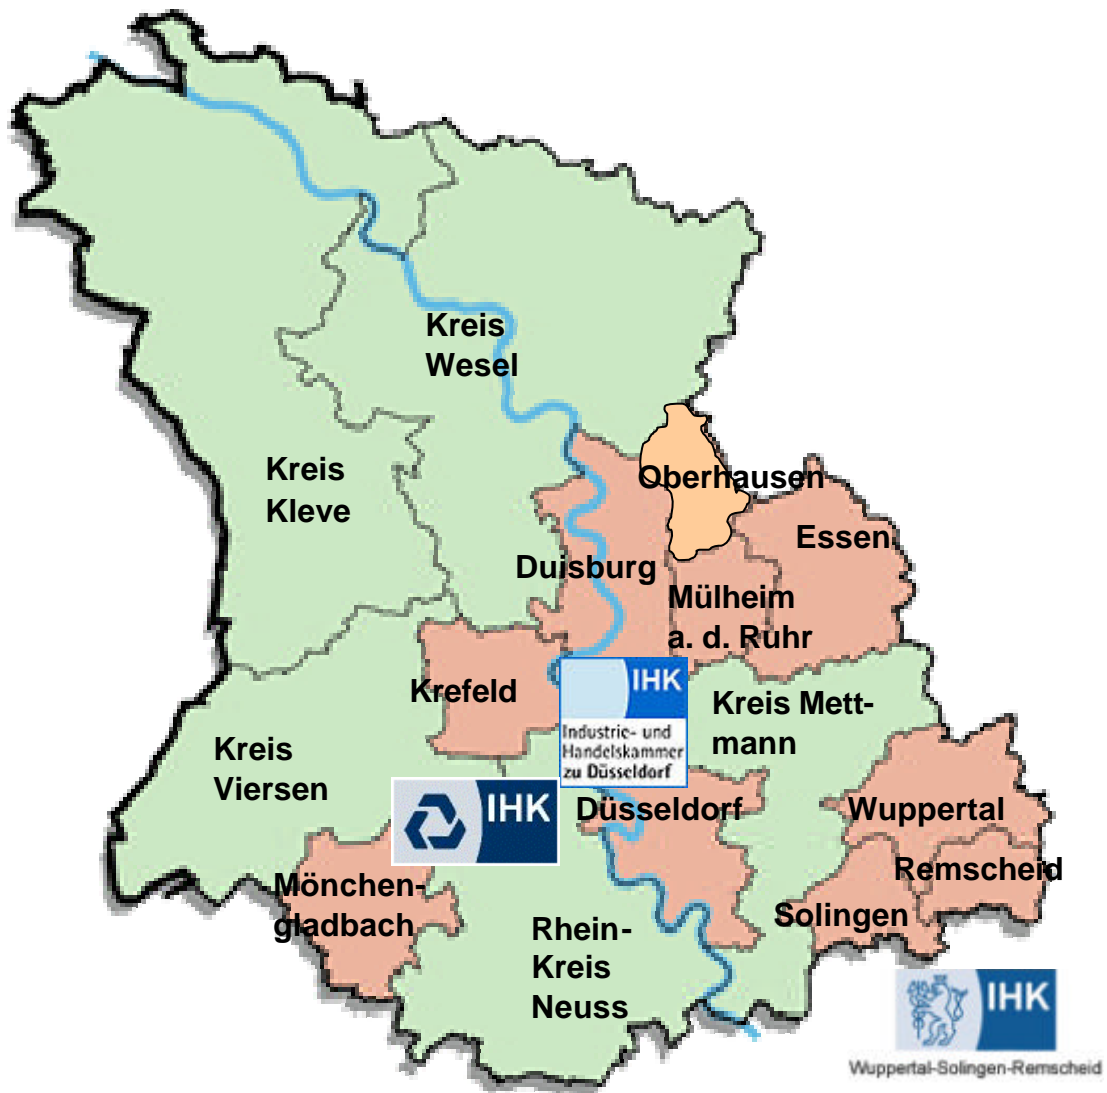 Kreis
Wesel
Kreis
Kleve
Oberhausen
Essen
Duisburg
Mülheim
a. d. Ruhr
Krefeld
IHK
Industrie- und
Handelskammer
zu Düsseldorf
Kreis Mett-
mann
Kreis
Viersen
IHK
Düsseldorf
Wuppertal
Remscheid
Mönchen-
gladbach
Solingen
Rhein-
Kreis
Neuss
IHK
Wuppertal-Solingen-Remscheid